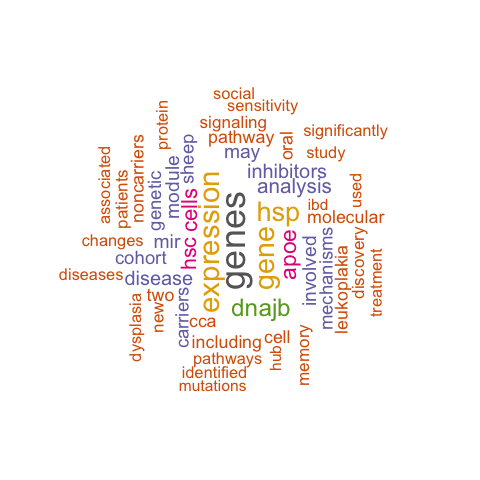 social
sensitivity
signaling
significantly
protein
pathway
oral
may
study
sheep
associated
patients
noncarriers
genetic
module
inhibitors
analysis
used
cells
expression
genes
hsp
ibd
molecular
changes
mir
hsc
gene
apoe
involved
mechanisms
leukoplakia
discovery
treatment
cohort
diseases
disease
two
new
carriers
dnajb
dysplasia
cca
including
cell
hub
memory
pathways
identified
mutations